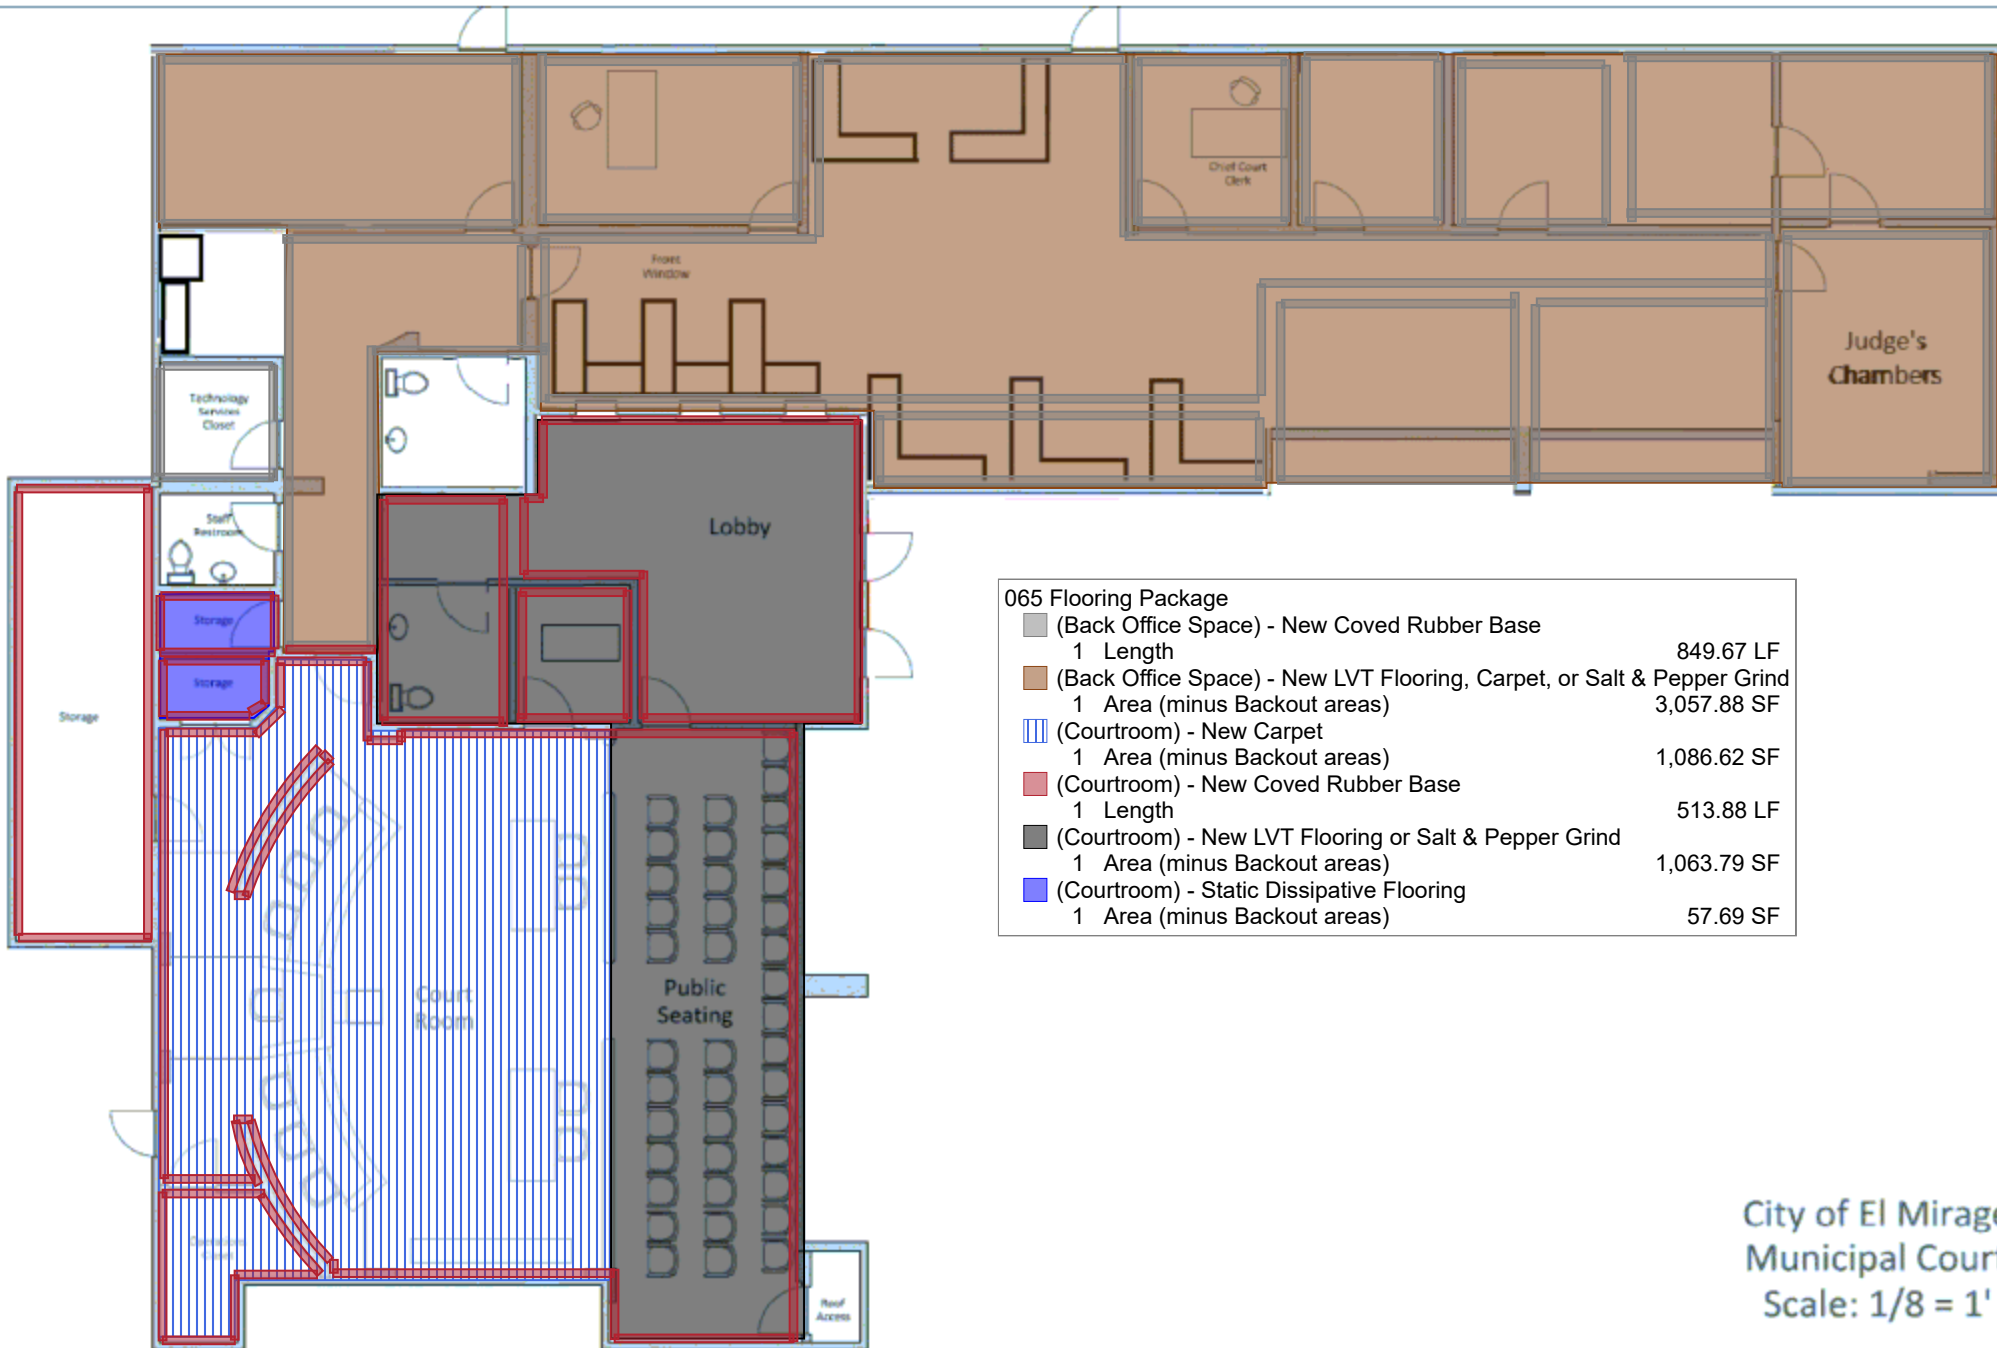 Chief Court
Clerk
Front
Window
Judge's
Chambers
Technology
Services
Closet
Lobby
Staff
Restroom
Storage
Storage
Storage
065 Flooring Package
(Back Office Space) - New Coved Rubber Base
1 Length 849.67 LF
(Back Office Space) - New LVT Flooring, Carpet, or Salt & Pepper Grind
1 Area (minus Backout areas) 3,057.88 SF
(Courtroom) - New Carpet
1 Area (minus Backout areas) 1,086.62 SF
(Courtroom) - New Coved Rubber Base
1 Length 513.88 LF
(Courtroom) - New LVT Flooring or Salt & Pepper Grind
1 Area (minus Backout areas) 1,063.79 SF
(Courtroom) - Static Dissipative Flooring
1 Area (minus Backout areas) 57.69 SF
Court
Room
Public
Seating
Operations
Closet
Roof
Access
City of El Mirage
Municipal Court
Scale: 1/8 = 1'